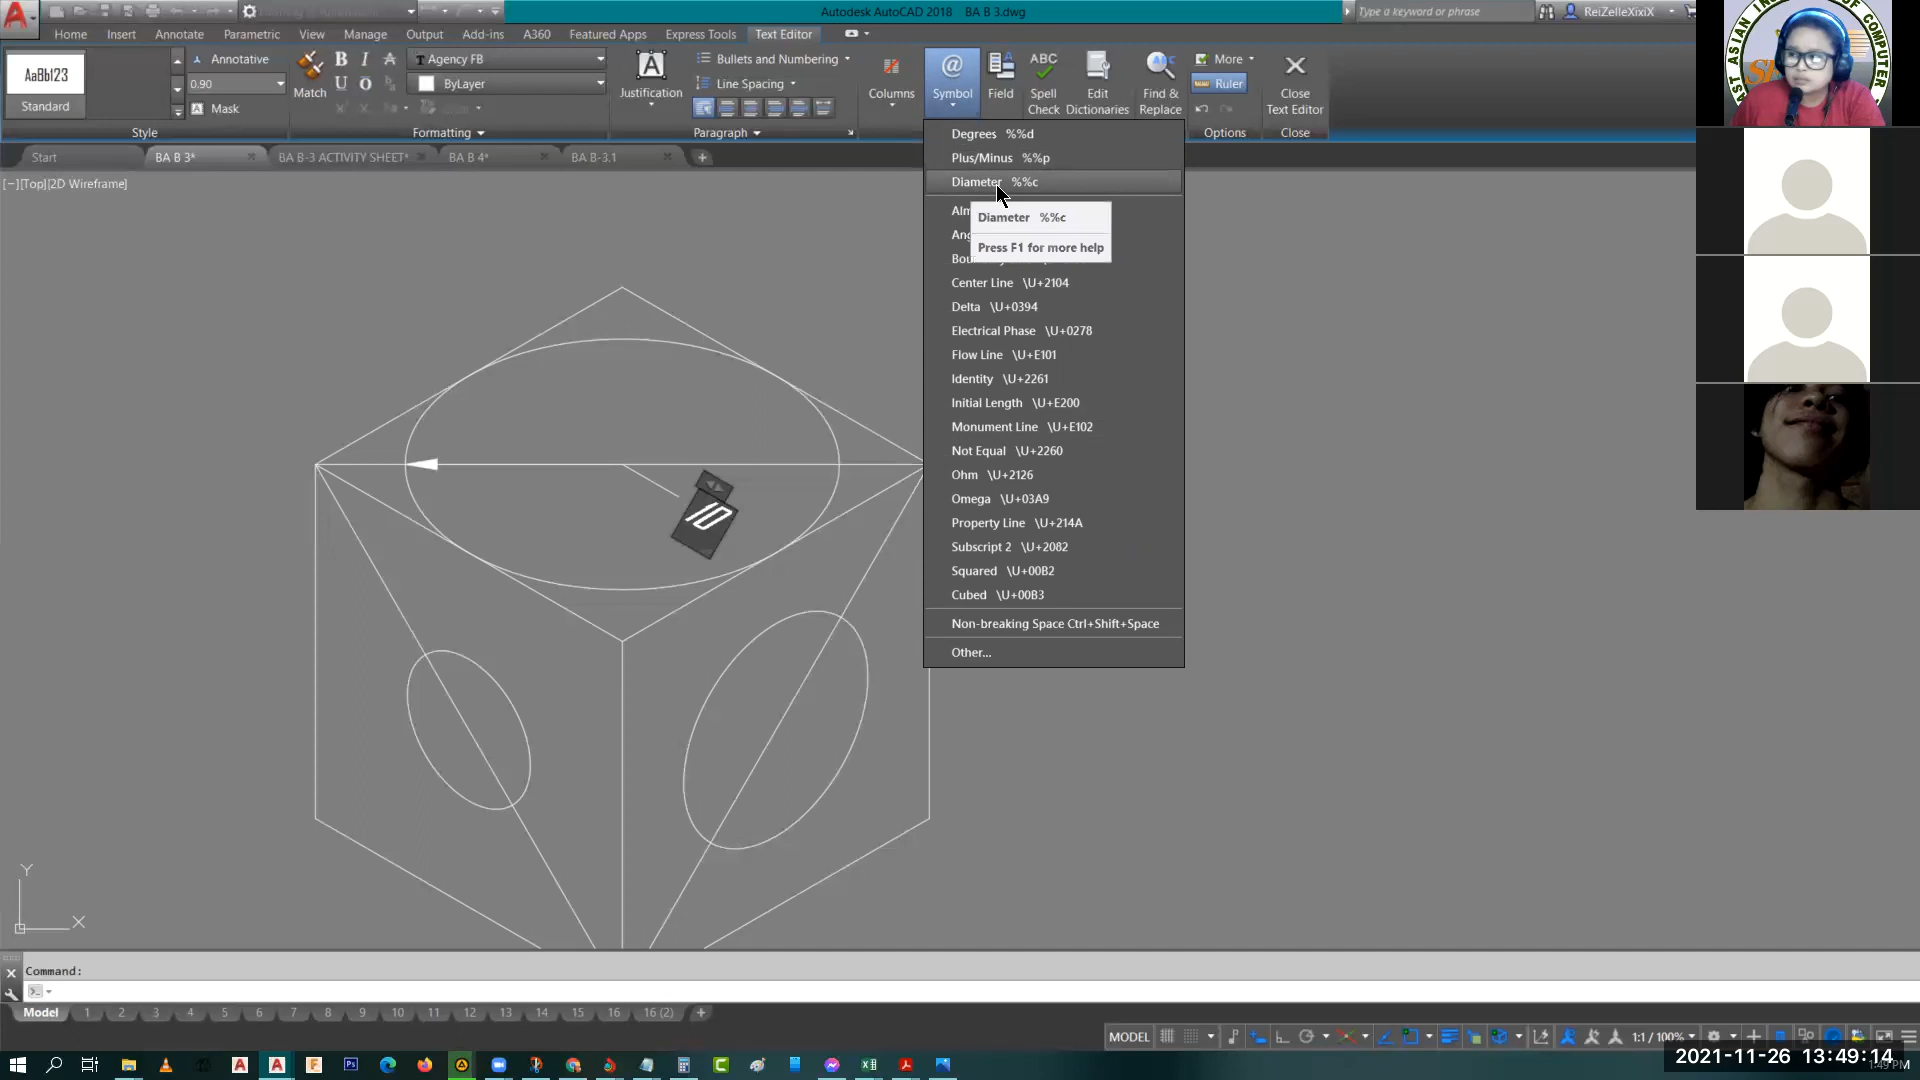 Autodesk AutoCAD 2018 BA B 3.dwg
Type a keyword or phrase
ReiZelleXixiX
Home Insert Annotate Parametric View Manage Output Add-ins A360 Featured Apps Express Tools Text Editor
AaBb123
Standard
Annotative
0.90
Mask
Style
Match
B I A
U O
Agency FB
ByLayer
Formatting
A
Justification
Bullets and Numbering
Line Spacing
Paragraph
Columns
@
Symbol
Field
ABC
Spell
Check
Edit
Dictionaries
Find &
Replace
More
Ruler
Options
Close
Text Editor
Close
Start BA B 3* BA B-3 ACTIVITY SHEET* BA B 4* BA B-3.1
[−][Top][2D Wireframe]
Degrees %%d
Plus/Minus %%p
Diameter %%c
Diameter %%c
Press F1 for more help
Center Line \U+2104
Delta \U+0394
Electrical Phase \U+0278
Flow Line \U+E101
Identity \U+2261
Initial Length \U+E200
Monument Line \U+E102
Not Equal \U+2260
Ohm \U+2126
Omega \U+03A9
Property Line \U+214A
Subscript 2 \U+2082
Squared \U+00B2
Cubed \U+00B3
Non-breaking Space Ctrl+Shift+Space
Other...
10
Y
X
Command:
Model 1 2 3 4 5 6 7 8 9 10 11 12 13 14 15 16 16 (2)
MODEL
1:1 / 100%
2021-11-26 13:49:14